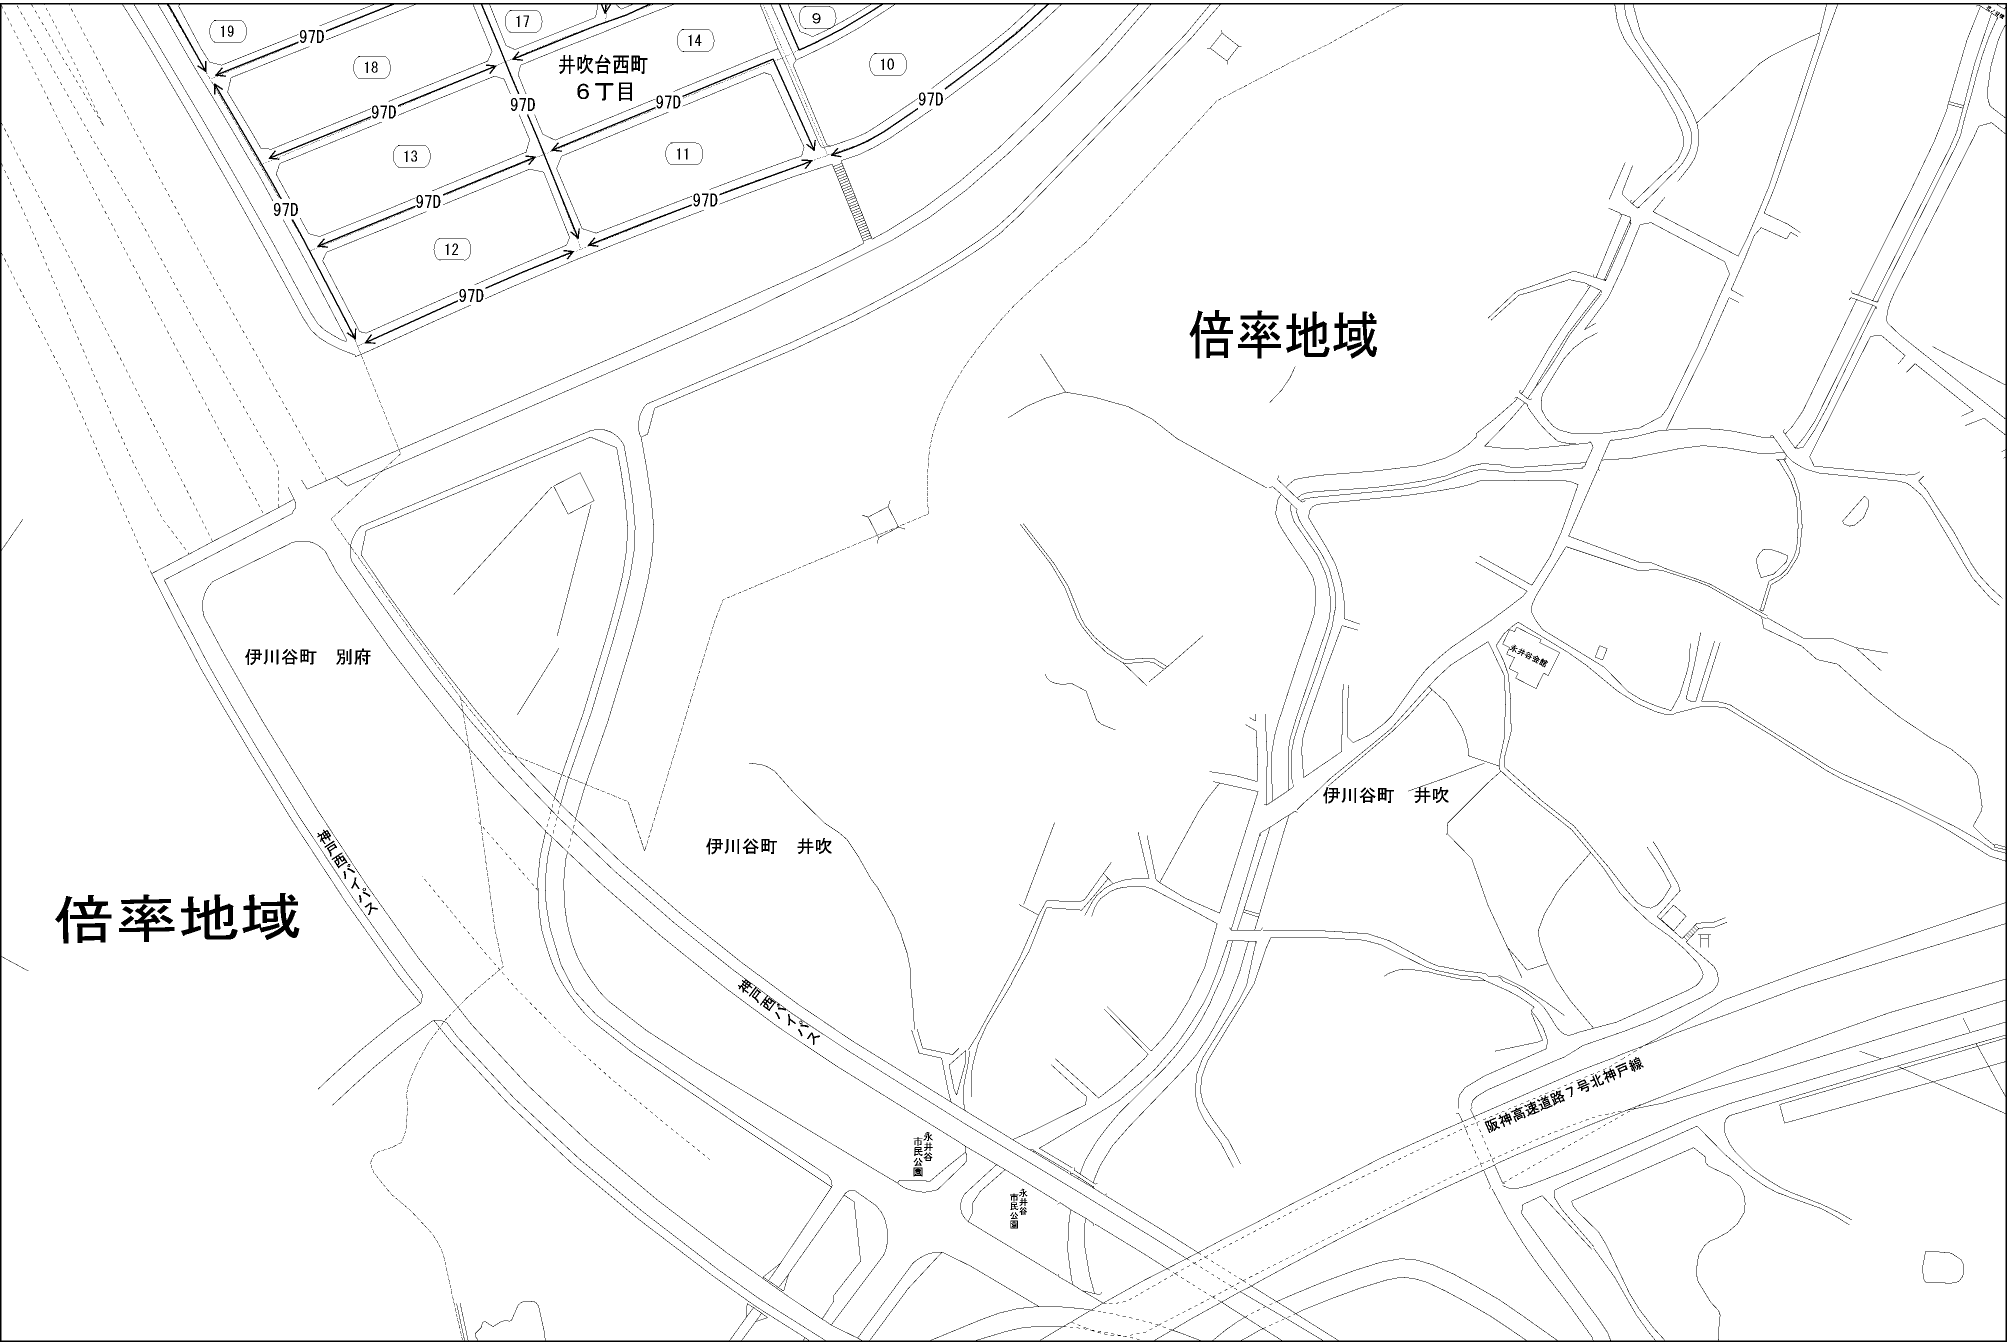 19
97D
17
14
9
18
井吹台西町
６丁目
10
97D
97D
97D
97D
13
11
97D
97D
97D
12
97D
倍率地域
永井谷会館
伊川谷町　別府
伊川谷町　井吹
伊川谷町　井吹
神戸西バイパス
倍率地域
神戸西バイパス
阪神高速道路７号北神戸線
永井谷
市民公園
永井谷
市民公園